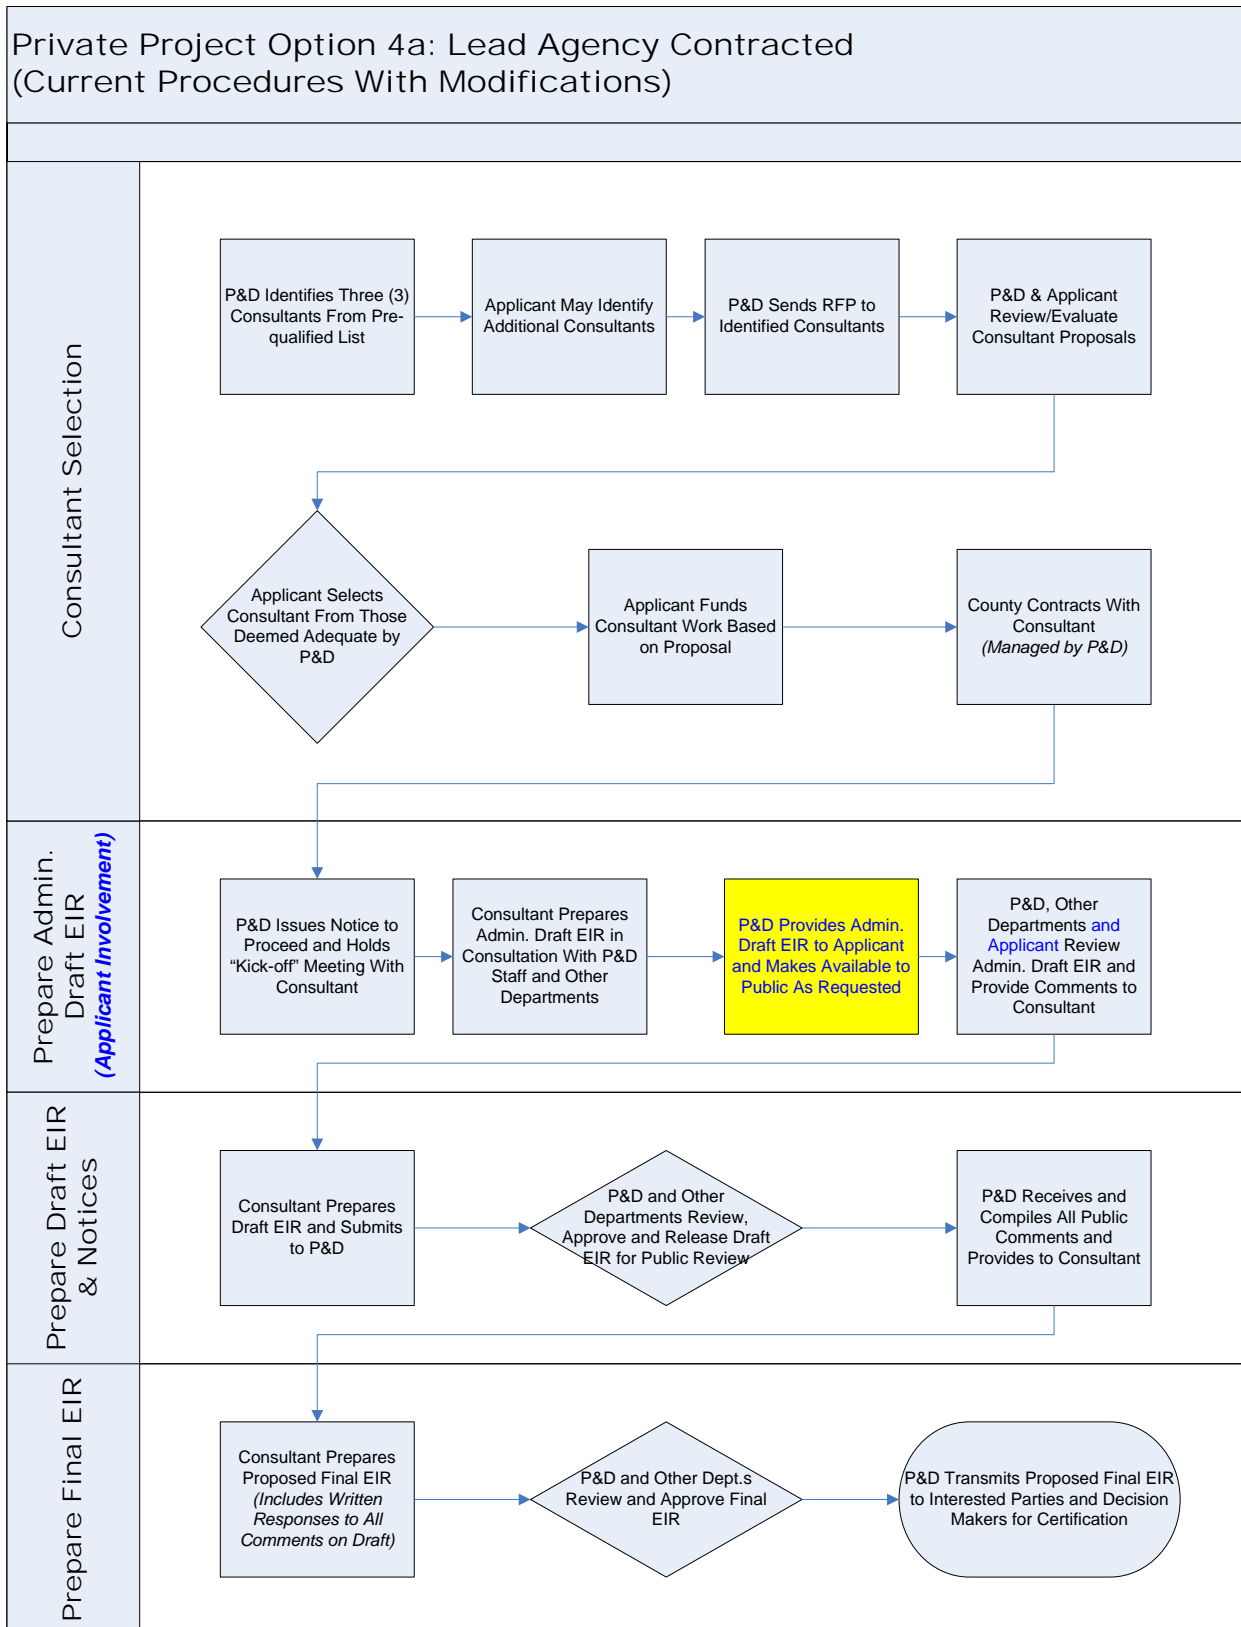 Private Project Option 4a: Lead Agency Contracted
(Current Procedures With Modifications)
Consultant Selection
P&D Identifies Three (3)
Consultants From Pre-
qualified List
Applicant May Identify
Additional Consultants
P&D Sends RFP to
Identified Consultants
P&D & Applicant
Review/Evaluate
Consultant Proposals
Applicant Selects
Consultant From Those
Deemed Adequate by
P&D
Applicant Funds
Consultant Work Based
on Proposal
County Contracts With
Consultant
(Managed by P&D)
Prepare Admin.
Draft EIR
(Applicant Involvement)
P&D Issues Notice to
Proceed and Holds
“Kick-off” Meeting With
Consultant
Consultant Prepares
Admin. Draft EIR in
Consultation With P&D
Staff and Other
Departments
P&D Provides Admin.
Draft EIR to Applicant
and Makes Available to
Public As Requested
P&D, Other
Departments and
Applicant Review
Admin. Draft EIR and
Provide Comments to
Consultant
Prepare Draft EIR
& Notices
Consultant Prepares
Draft EIR and Submits
to P&D
P&D and Other
Departments Review,
Approve and Release Draft
EIR for Public Review
P&D Receives and
Compiles All Public
Comments and
Provides to Consultant
Prepare Final EIR
Consultant Prepares
Proposed Final EIR
(Includes Written
Responses to All
Comments on Draft)
P&D and Other Dept.s
Review and Approve Final
EIR
P&D Transmits Proposed Final EIR
to Interested Parties and Decision
Makers for Certification